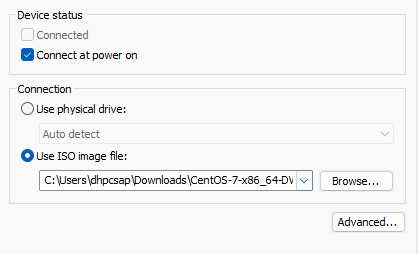 Device status
Connected
Connect at power on
Connection
Use physical drive:
Auto detect
Use ISO image file:
C:\Users\dhpcsap\Downloads\CentOS-7-x86_64-DV
Browse...
Advanced...